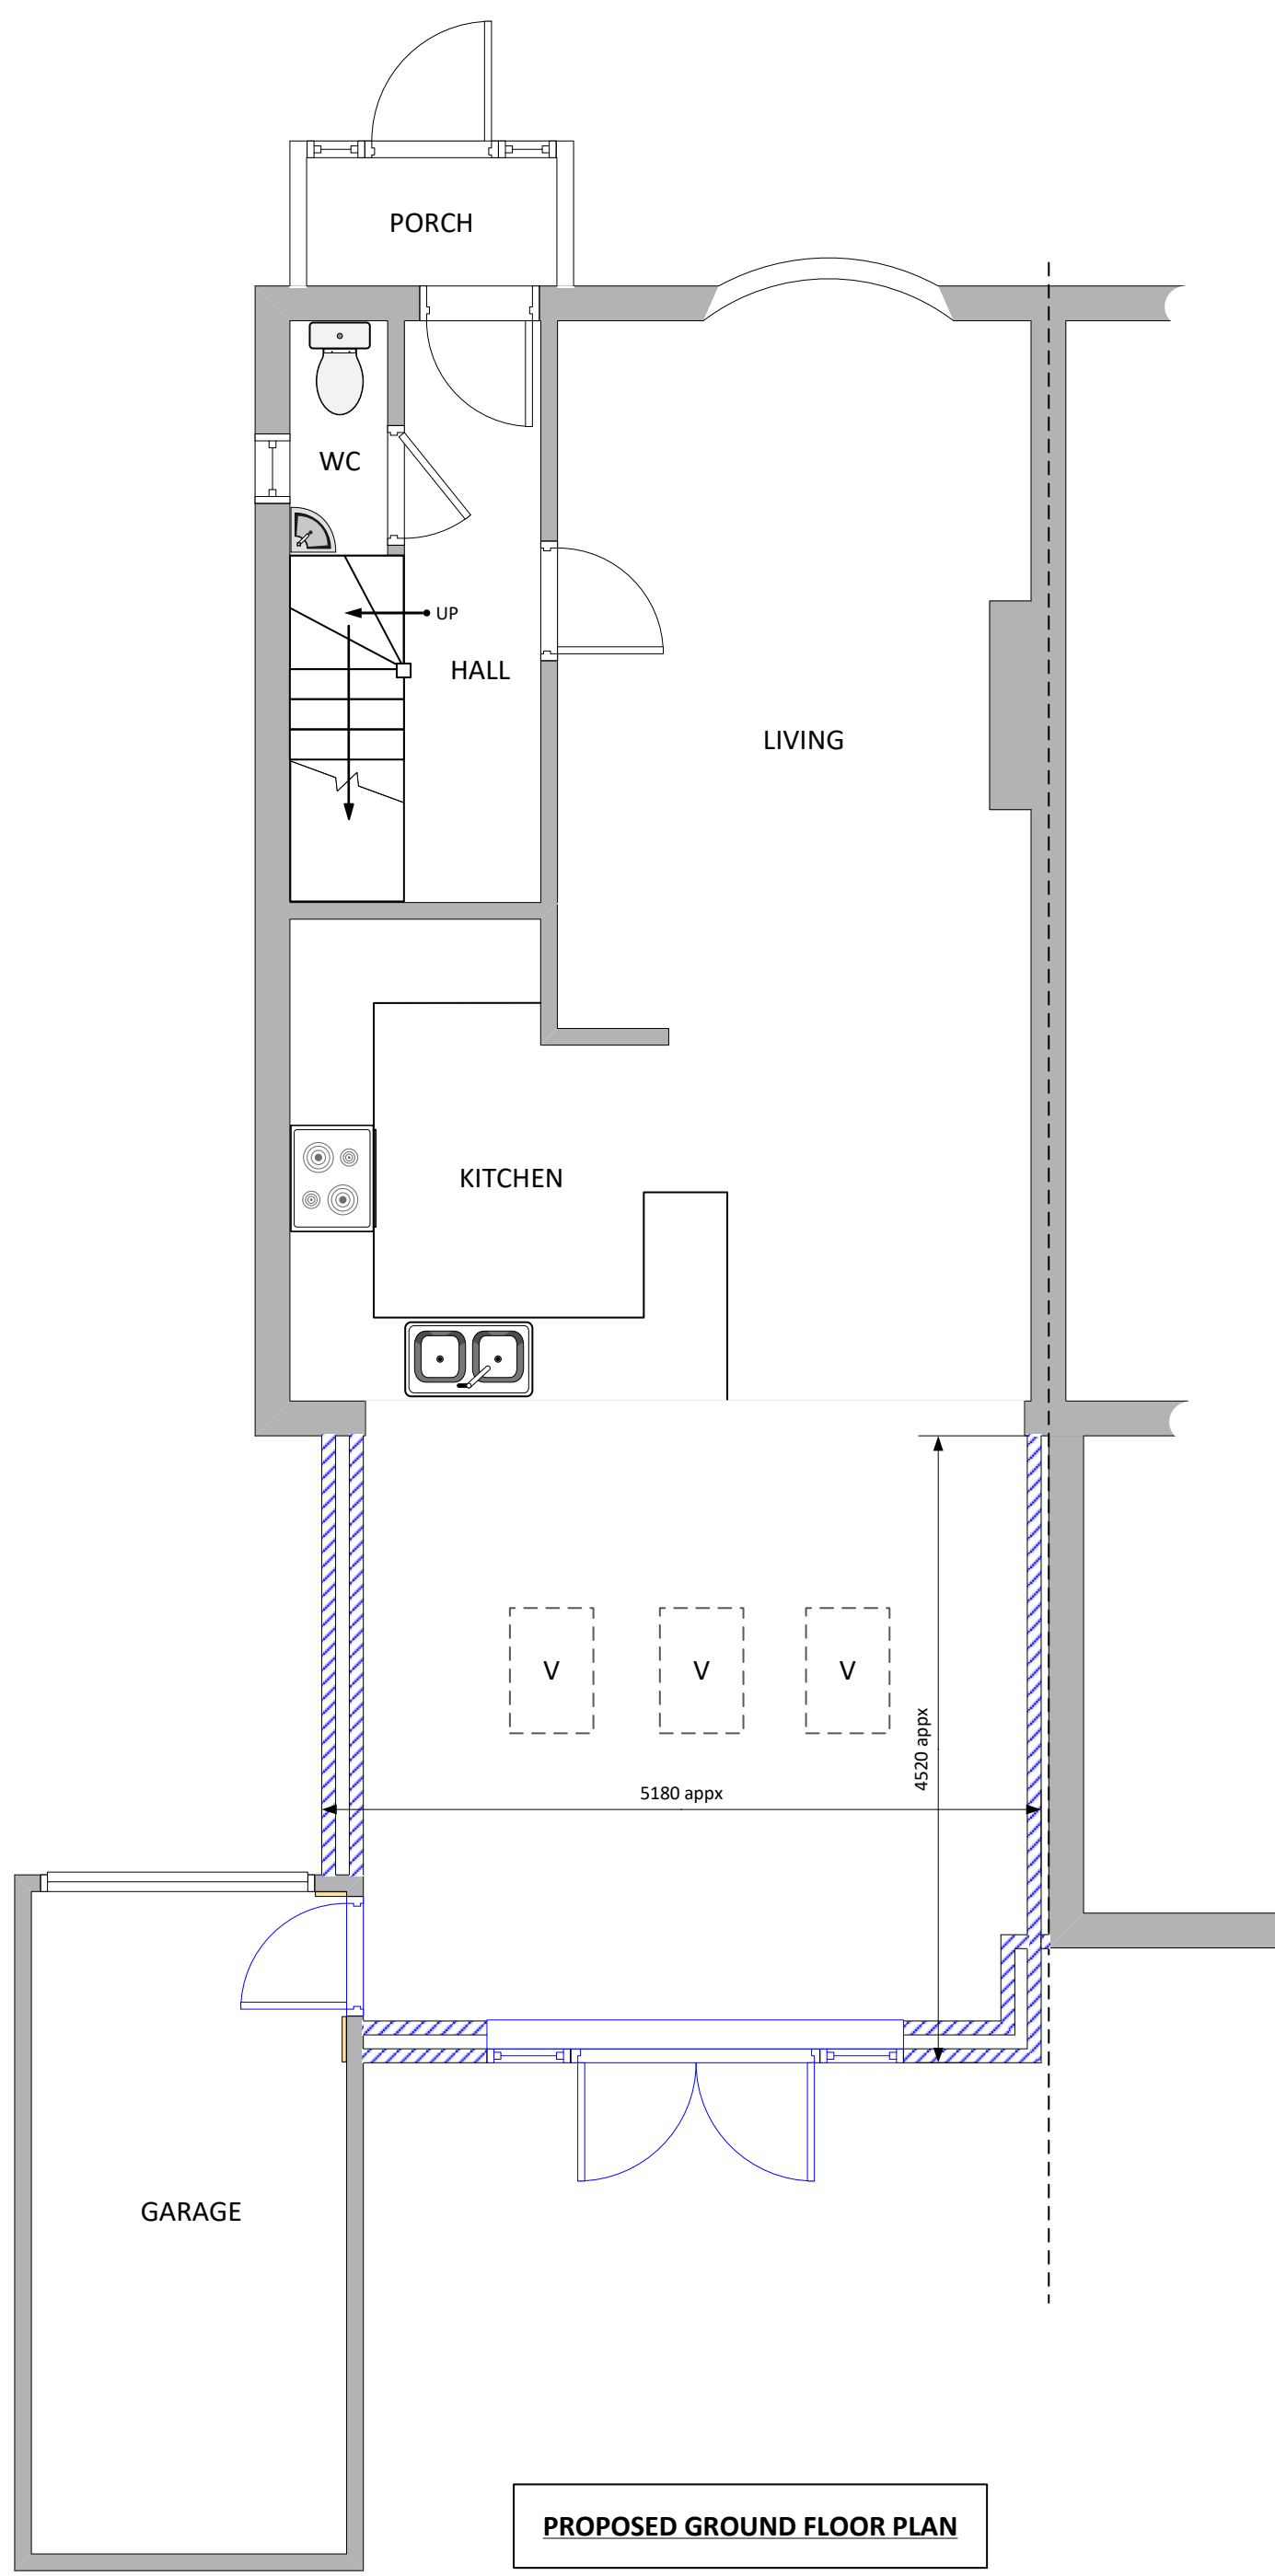 PORCH
WC
UP
HALL
LIVING
KITCHEN
V V V
4520 appx
5180 appx
GARAGE
PROPOSED GROUND FLOOR PLAN